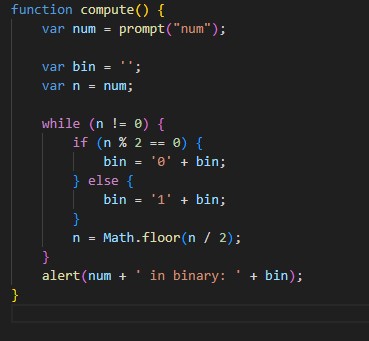 function compute() {
    var num = prompt("num");
    var bin = '';
    var n = num;
    while (n != 0) {
        if (n % 2 == 0) {
            bin = '0' + bin;
        } else {
            bin = '1' + bin;
        }
        n = Math.floor(n / 2);
    }
    alert(num + ' in binary: ' + bin);
}